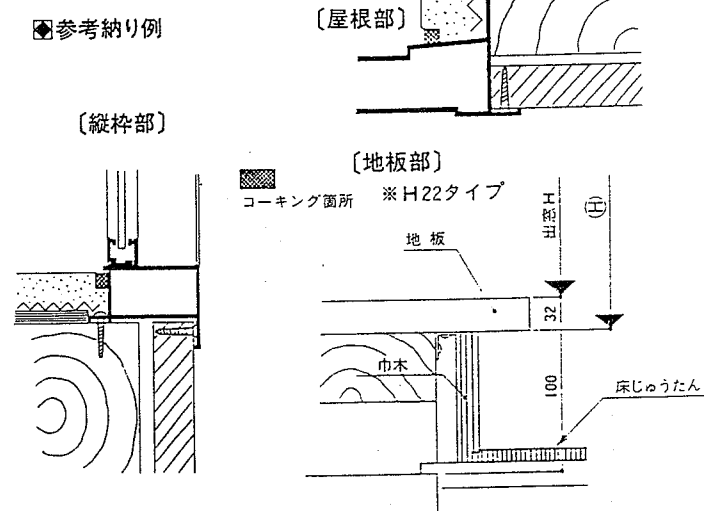 参考納り例
〔屋根部〕
〔縦枠部〕
〔地板部〕
コーキング箇所
※H22タイプ
出窓H
Ⓗ
地板
32
巾木
100
床じゅうたん